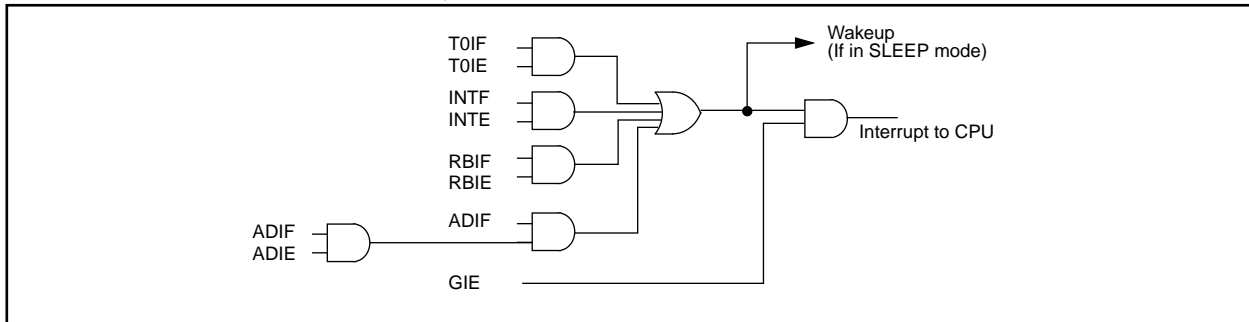 T0IF
T0IE
INTF
INTE
RBIF
RBIE
ADIF
ADIF
ADIE
GIE
Wakeup
(If in SLEEP mode)
Interrupt to CPU